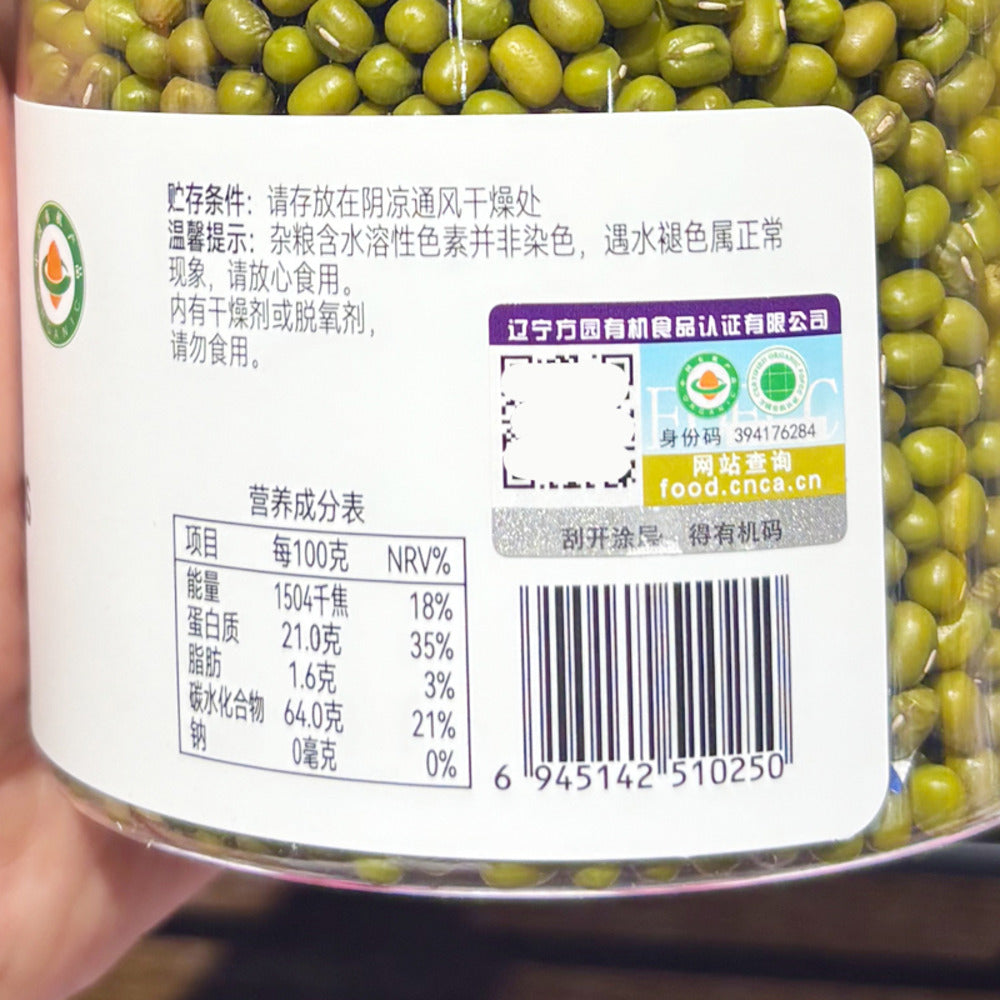 贮存条件：请存放在阴凉通风干燥处
温馨提示：杂粮含水溶性色素并非染色，遇水褪色属正常
现象，请放心食用。
内有干燥剂或脱氧剂，
请勿食用。
辽宁方园有机食品认证有限公司
身份码 394176284
网站查询
food.cnca.cn
刮开涂层 得有机码
营养成分表
项目 每100克 NRV%
能量 1504千焦 18%
蛋白质 21.0克 35%
脂肪 1.6克 3%
碳水化合物 64.0克 21%
钠 0毫克 0%
6 945142 510250
ORGANIC